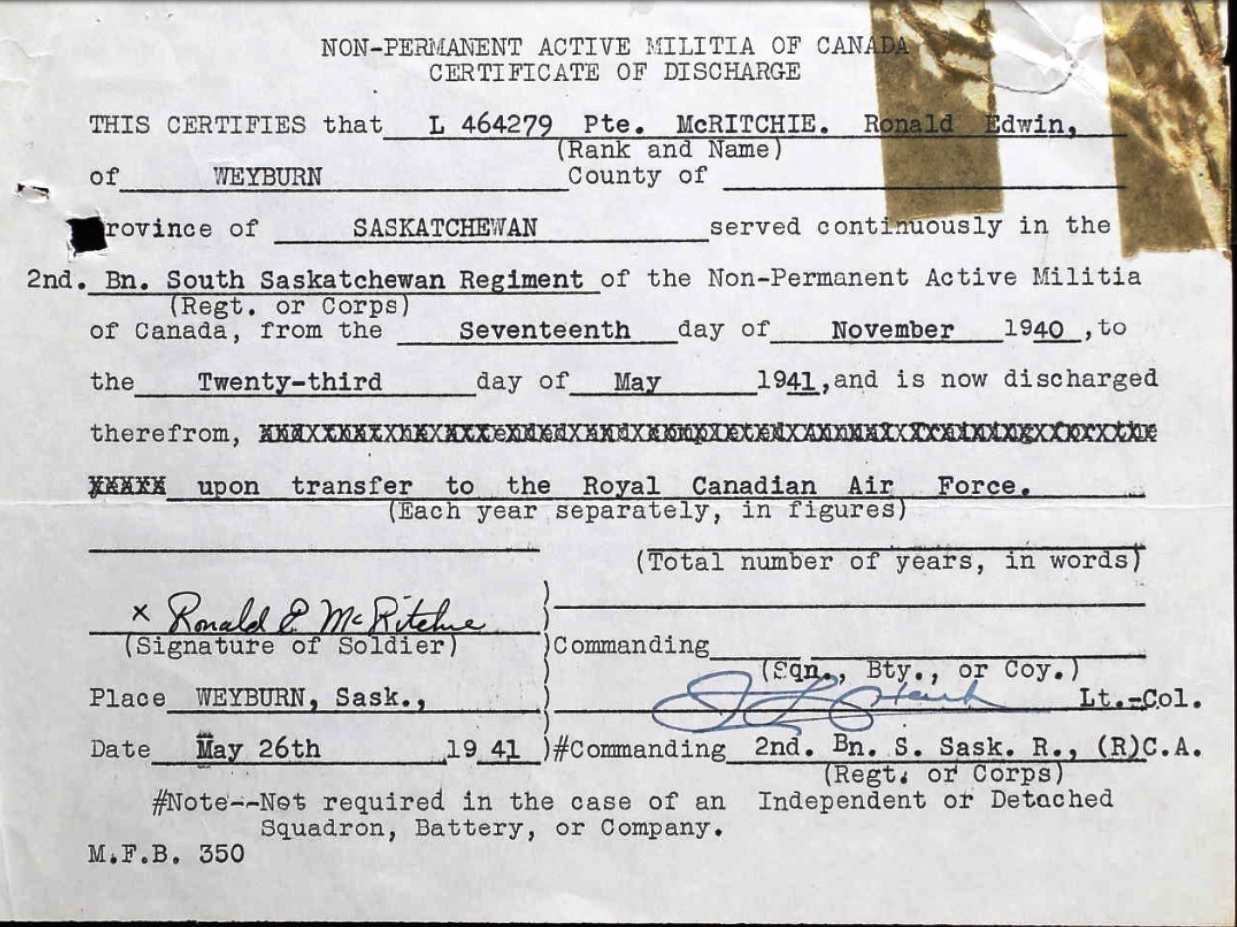 NON-PERMANENT ACTIVE MILITIA OF CANADA
CERTIFICATE OF DISCHARGE
THIS CERTIFIES that L 464279 Pte. McRITCHIE. Ronald Edwin,
(Rank and Name)
of WEYBURN County of
rovince of SASKATCHEWAN served continuously in the
2nd. Bn. South Saskatchewan Regiment of the Non-Permanent Active Militia
(Regt. or Corps)
of Canada, from the Seventeenth day of November 1940, to
the Twenty-third day of May 1941, and is now discharged
therefrom,
upon transfer to the Royal Canadian Air Force.
(Each year separately, in figures)
(Total number of years, in words)
x Ronald E McRitchie
(Signature of Soldier)
Commanding
(Sqn., Bty., or Coy.)
Place WEYBURN, Sask., Lt.-Col.
Date May 26th 1941 )#Commanding 2nd. Bn. S. Sask. R., (R)C.A.
(Regt. or Corps)
#Note--Not required in the case of an Independent or Detached
Squadron, Battery, or Company.
M.F.B. 350